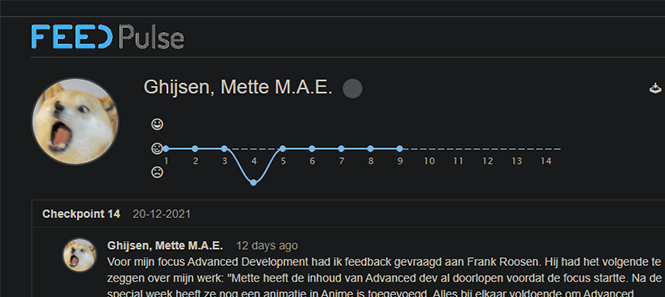 FEEDPulse
Ghijsen, Mette M.A.E.
1 2 3 4 5 6 7 8 9 10 11 12 13 14
Checkpoint 14 20-12-2021
Ghijsen, Mette M.A.E. 12 days ago
Voor mijn focus Advanced Development had ik feedback gevraagd aan Frank Roosen. Hij had het volgende te
zeggen over mijn werk: "Mette heeft de inhoud van Advanced dev al doorlopen voordat de focus startte. Na de
special week heeft ze nog een animatie in Anime is toegevoegd. Alles bij elkaar voldoende om Advanced